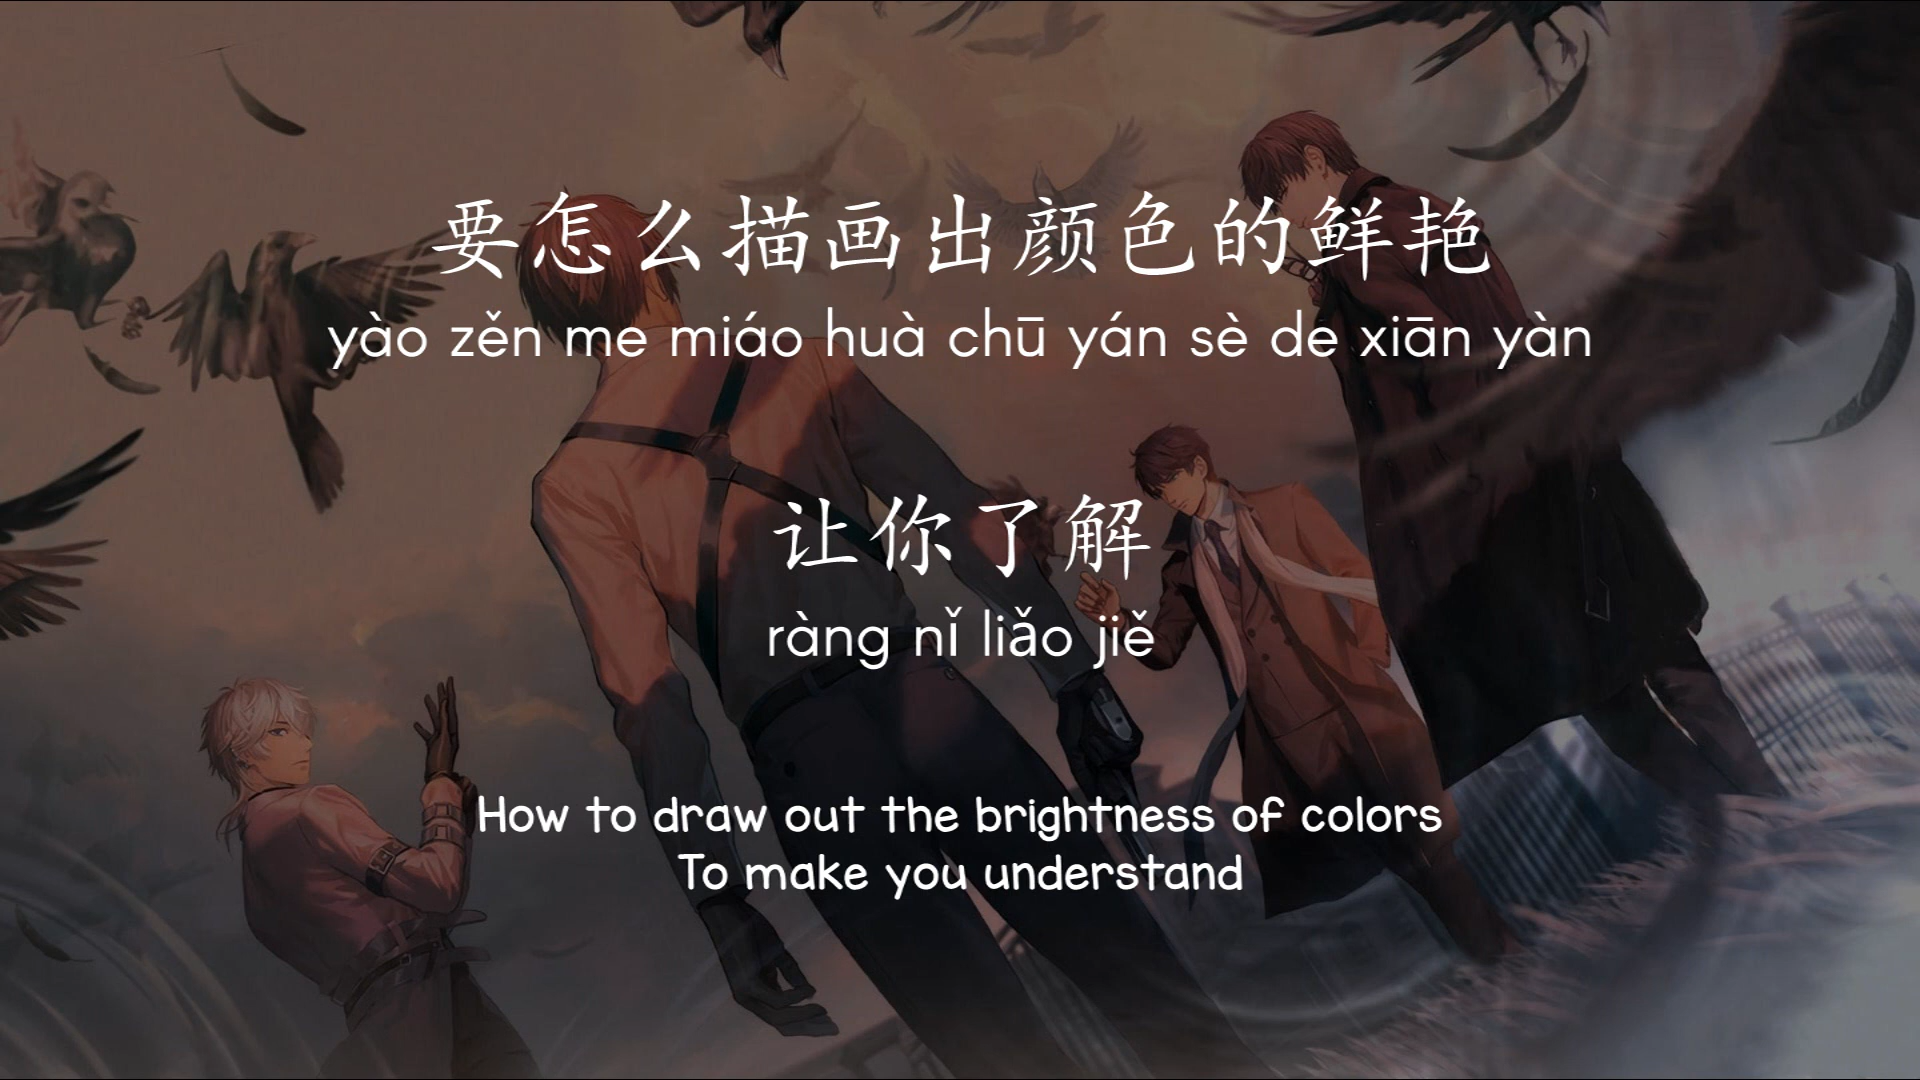 要怎么描画出颜色的鲜艳
yào zěn me miáo huà chū yán sè de xiān yàn
让你了解
ràng nǐ liǎo jiě
How to draw out the brightness of colors
To make you understand